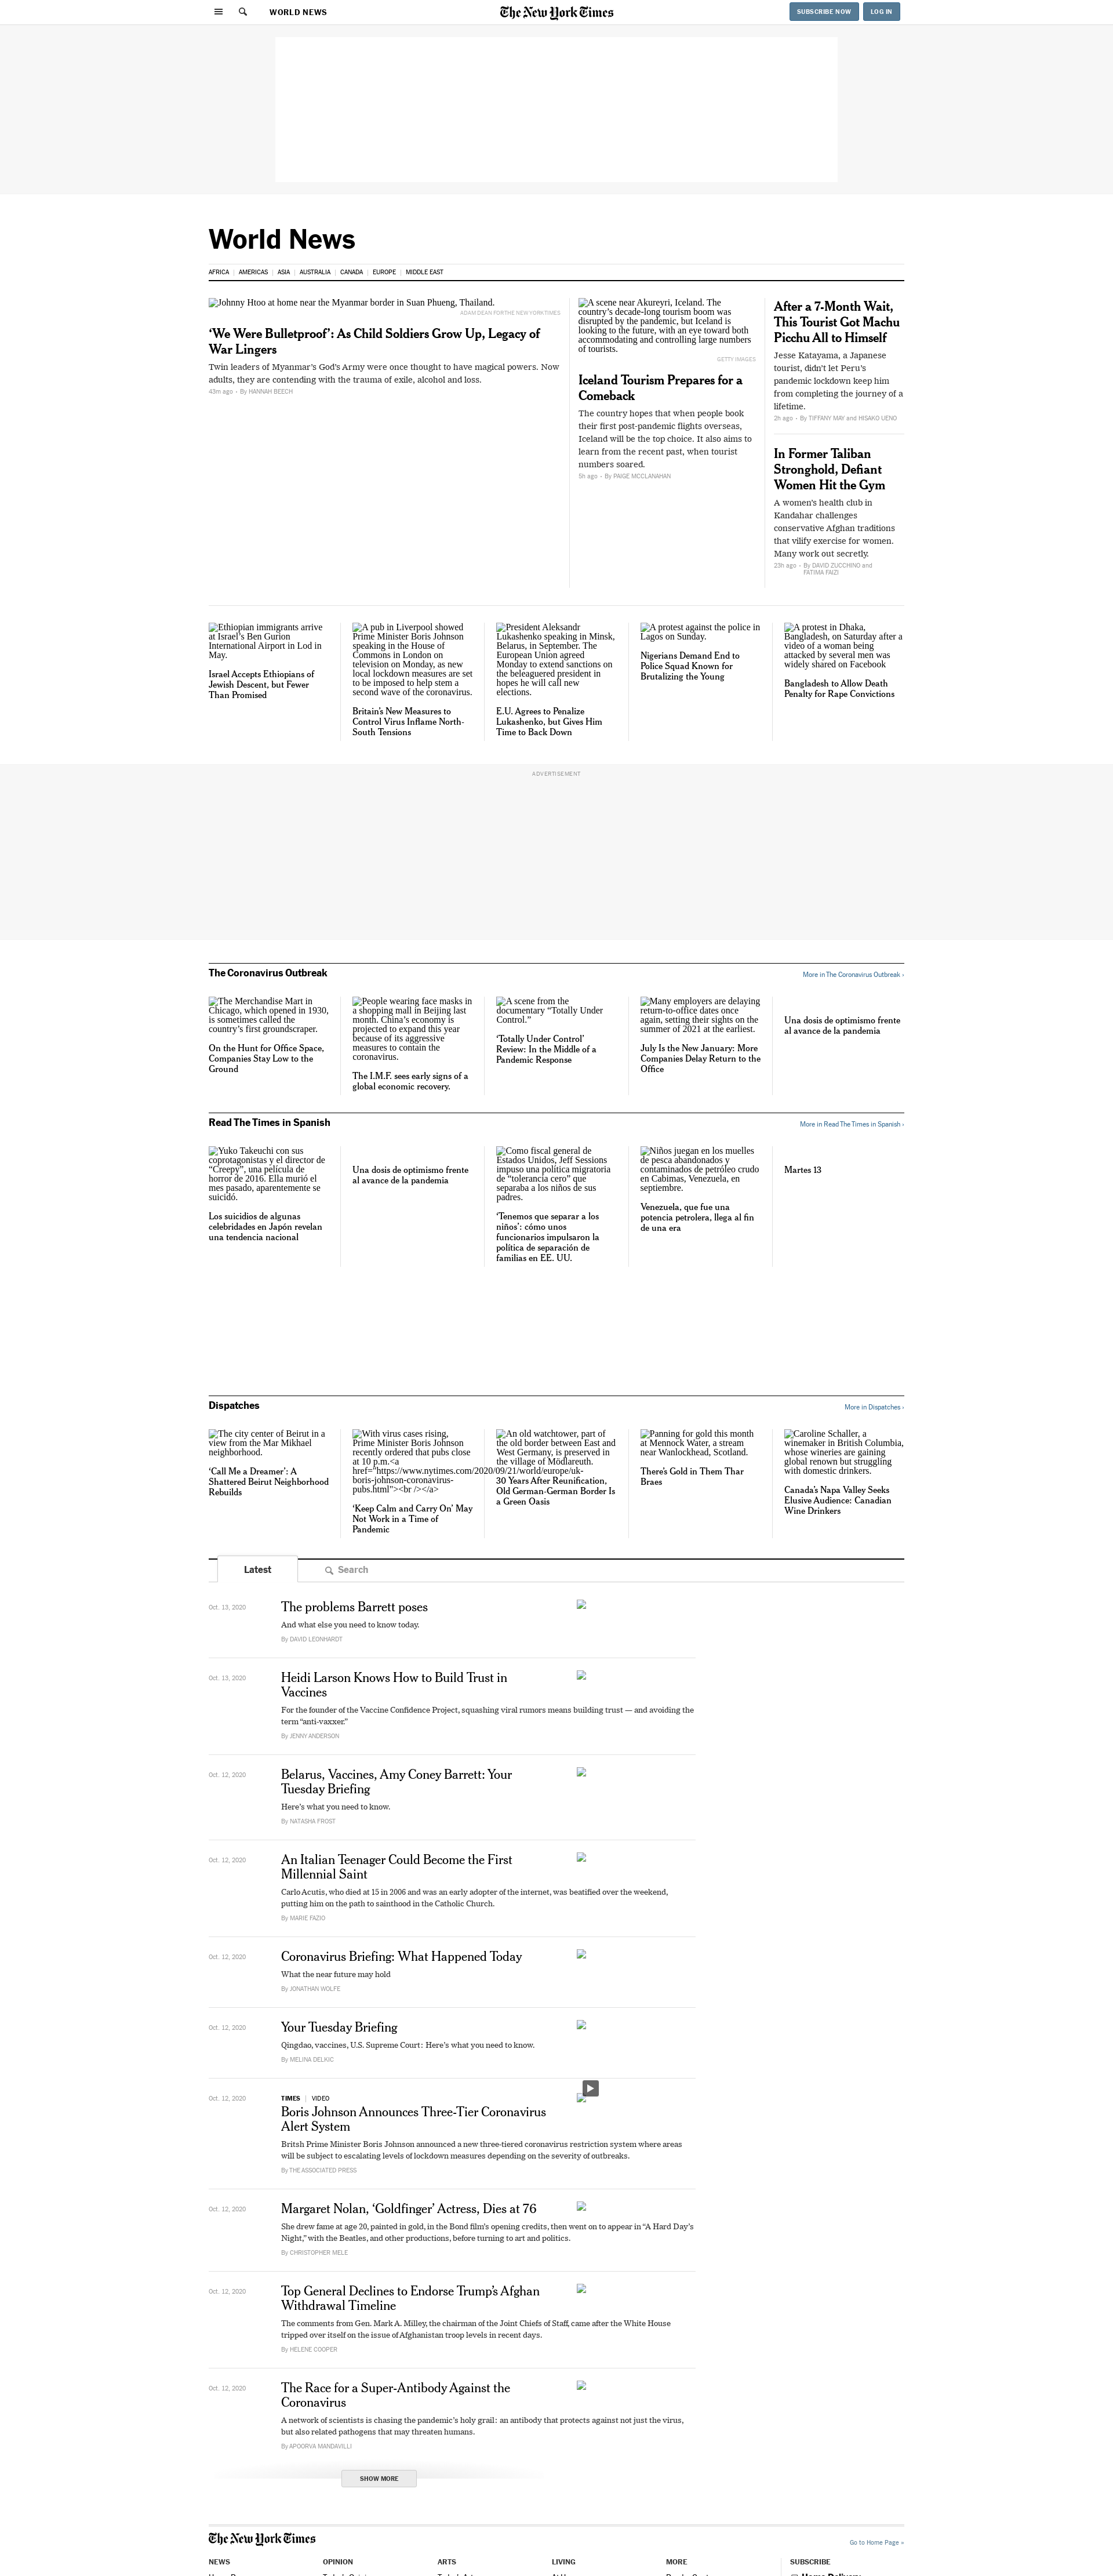 WORLD NEWS
The New York Times
SUBSCRIBE NOW
LOG IN
World News
AFRICA
AMERICAS
ASIA
AUSTRALIA
CANADA
EUROPE
MIDDLE EAST
Johnny Htoo at home near the Myanmar border in Suan Phueng, Thailand.
ADAM DEAN FOR THE NEW YORK TIMES
‘We Were Bulletproof’: As Child Soldiers Grow Up, Legacy of
War Lingers
Twin leaders of Myanmar’s God’s Army were once thought to have magical powers. Now
adults, they are contending with the trauma of exile, alcohol and loss.
43m ago - By HANNAH BEECH
A scene near Akureyri, Iceland. The
country’s decade-long tourism boom was
disrupted by the pandemic, but Iceland is
looking to the future, with an eye toward both
accommodating and controlling large numbers
of tourists.
GETTY IMAGES
Iceland Tourism Prepares for a
Comeback
The country hopes that when people book
their first post-pandemic flights overseas,
Iceland will be the top choice. It also aims to
learn from the recent past, when tourist
numbers soared.
5h ago - By PAIGE MCCLANAHAN
After a 7-Month Wait,
This Tourist Got Machu
Picchu All to Himself
Jesse Katayama, a Japanese
tourist, didn’t let Peru’s
pandemic lockdown keep him
from completing the journey of a
lifetime.
2h ago - By TIFFANY MAY and HISAKO UENO
In Former Taliban
Stronghold, Defiant
Women Hit the Gym
A women’s health club in
Kandahar challenges
conservative Afghan traditions
that vilify exercise for women.
Many work out secretly.
23h ago - By DAVID ZUCCHINO and
FATIMA FAIZI
Ethiopian immigrants arrive
at Israel’s Ben Gurion
International Airport in Lod in
May.
Israel Accepts Ethiopians of
Jewish Descent, but Fewer
Than Promised
A pub in Liverpool showed
Prime Minister Boris Johnson
speaking in the House of
Commons in London on
television on Monday, as new
local lockdown measures are set
to be imposed to help stem a
second wave of the coronavirus.
Britain’s New Measures to
Control Virus Inflame North-
South Tensions
President Aleksandr
Lukashenko speaking in Minsk,
Belarus, in September. The
European Union agreed
Monday to extend sanctions on
the beleaguered president in
hopes he will call new
elections.
E.U. Agrees to Penalize
Lukashenko, but Gives Him
Time to Back Down
A protest against the police in
Lagos on Sunday.
Nigerians Demand End to
Police Squad Known for
Brutalizing the Young
A protest in Dhaka,
Bangladesh, on Saturday after a
video of a woman being
attacked by several men was
widely shared on Facebook
Bangladesh to Allow Death
Penalty for Rape Convictions
ADVERTISEMENT
The Coronavirus Outbreak
More in The Coronavirus Outbreak ›
The Merchandise Mart in
Chicago, which opened in 1930,
is sometimes called the
country’s first groundscraper.
On the Hunt for Office Space,
Companies Stay Low to the
Ground
People wearing face masks in
a shopping mall in Beijing last
month. China’s economy is
projected to expand this year
because of its aggressive
measures to contain the
coronavirus.
The I.M.F. sees early signs of a
global economic recovery.
A scene from the
documentary “Totally Under
Control.”
‘Totally Under Control’
Review: In the Middle of a
Pandemic Response
Many employers are delaying
return-to-office dates once
again, setting their sights on the
summer of 2021 at the earliest.
July Is the New January: More
Companies Delay Return to the
Office
Una dosis de optimismo frente
al avance de la pandemia
Read The Times in Spanish
More in Read The Times in Spanish ›
Yuko Takeuchi con sus
coprotagonistas y el director de
“Creepy”, una película de
horror de 2016. Ella murió el
mes pasado, aparentemente se
suicidó.
Los suicidios de algunas
celebridades en Japón revelan
una tendencia nacional
Una dosis de optimismo frente
al avance de la pandemia
Como fiscal general de
Estados Unidos, Jeff Sessions
impuso una política migratoria
de “tolerancia cero” que
separaba a los niños de sus
padres.
‘Tenemos que separar a los
niños’: cómo unos
funcionarios impulsaron la
política de separación de
familias en EE. UU.
Niños juegan en los muelles
de pesca abandonados y
contaminados de petróleo crudo
en Cabimas, Venezuela, en
septiembre.
Venezuela, que fue una
potencia petrolera, llega al fin
de una era
Martes 13
Dispatches
More in Dispatches ›
The city center of Beirut in a
view from the Mar Mikhael
neighborhood.
‘Call Me a Dreamer’: A
Shattered Beirut Neighborhood
Rebuilds
With virus cases rising,
Prime Minister Boris Johnson
recently ordered that pubs close
at 10 p.m.<a
href="https://www.nytimes.com/2020/09/21/world/europe/uk-
boris-johnson-coronavirus-
pubs.html"><br /></a>
‘Keep Calm and Carry On’ May
Not Work in a Time of
Pandemic
An old watchtower, part of
the old border between East and
West Germany, is preserved in
the village of Mödlareuth.
30 Years After Reunification,
Old German-German Border Is
a Green Oasis
Panning for gold this month
at Mennock Water, a stream
near Wanlockhead, Scotland.
There’s Gold in Them Thar
Braes
Caroline Schaller, a
winemaker in British Columbia,
whose wineries are gaining
global renown but struggling
with domestic drinkers.
Canada’s Napa Valley Seeks
Elusive Audience: Canadian
Wine Drinkers
Latest
Search
Oct. 13, 2020
The problems Barrett poses
And what else you need to know today.
By DAVID LEONHARDT
Oct. 13, 2020
Heidi Larson Knows How to Build Trust in
Vaccines
For the founder of the Vaccine Confidence Project, squashing viral rumors means building trust — and avoiding the
term “anti-vaxxer.”
By JENNY ANDERSON
Oct. 12, 2020
Belarus, Vaccines, Amy Coney Barrett: Your
Tuesday Briefing
Here’s what you need to know.
By NATASHA FROST
Oct. 12, 2020
An Italian Teenager Could Become the First
Millennial Saint
Carlo Acutis, who died at 15 in 2006 and was an early adopter of the internet, was beatified over the weekend,
putting him on the path to sainthood in the Catholic Church.
By MARIE FAZIO
Oct. 12, 2020
Coronavirus Briefing: What Happened Today
What the near future may hold
By JONATHAN WOLFE
Oct. 12, 2020
Your Tuesday Briefing
Qingdao, vaccines, U.S. Supreme Court: Here’s what you need to know.
By MELINA DELKIC
Oct. 12, 2020
TIMES | VIDEO
Boris Johnson Announces Three-Tier Coronavirus
Alert System
Britsh Prime Minister Boris Johnson announced a new three-tiered coronavirus restriction system where areas
will be subject to escalating levels of lockdown measures depending on the severity of outbreaks.
By THE ASSOCIATED PRESS
Oct. 12, 2020
Margaret Nolan, ‘Goldfinger’ Actress, Dies at 76
She drew fame at age 20, painted in gold, in the Bond film’s opening credits, then went on to appear in “A Hard Day’s
Night,” with the Beatles, and other productions, before turning to art and politics.
By CHRISTOPHER MELE
Oct. 12, 2020
Top General Declines to Endorse Trump’s Afghan
Withdrawal Timeline
The comments from Gen. Mark A. Milley, the chairman of the Joint Chiefs of Staff, came after the White House
tripped over itself on the issue of Afghanistan troop levels in recent days.
By HELENE COOPER
Oct. 12, 2020
The Race for a Super-Antibody Against the
Coronavirus
A network of scientists is chasing the pandemic’s holy grail: an antibody that protects against not just the virus,
but also related pathogens that may threaten humans.
By APOORVA MANDAVILLI
SHOW MORE
The New York Times
Go to Home Page »
NEWS
OPINION
ARTS
LIVING
MORE
SUBSCRIBE